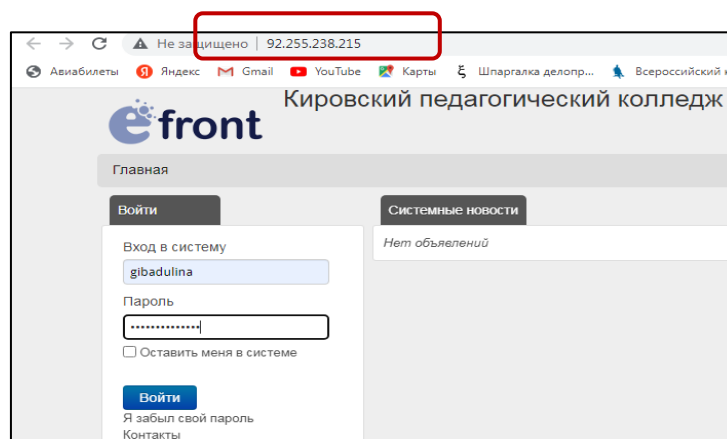 Не защищено | 92.255.238.215
Авиабилеты Яндекс Gmail YouTube Карты Шпаргалка делопр... Всероссийский
Кировский педагогический колледж
efront
Главная
Войти
Системные новости
Вход в систему
Нет объявлений
gibadulina
Пароль
••••••••••••••
Оставить меня в системе
Войти
Я забыл свой пароль
Контакты